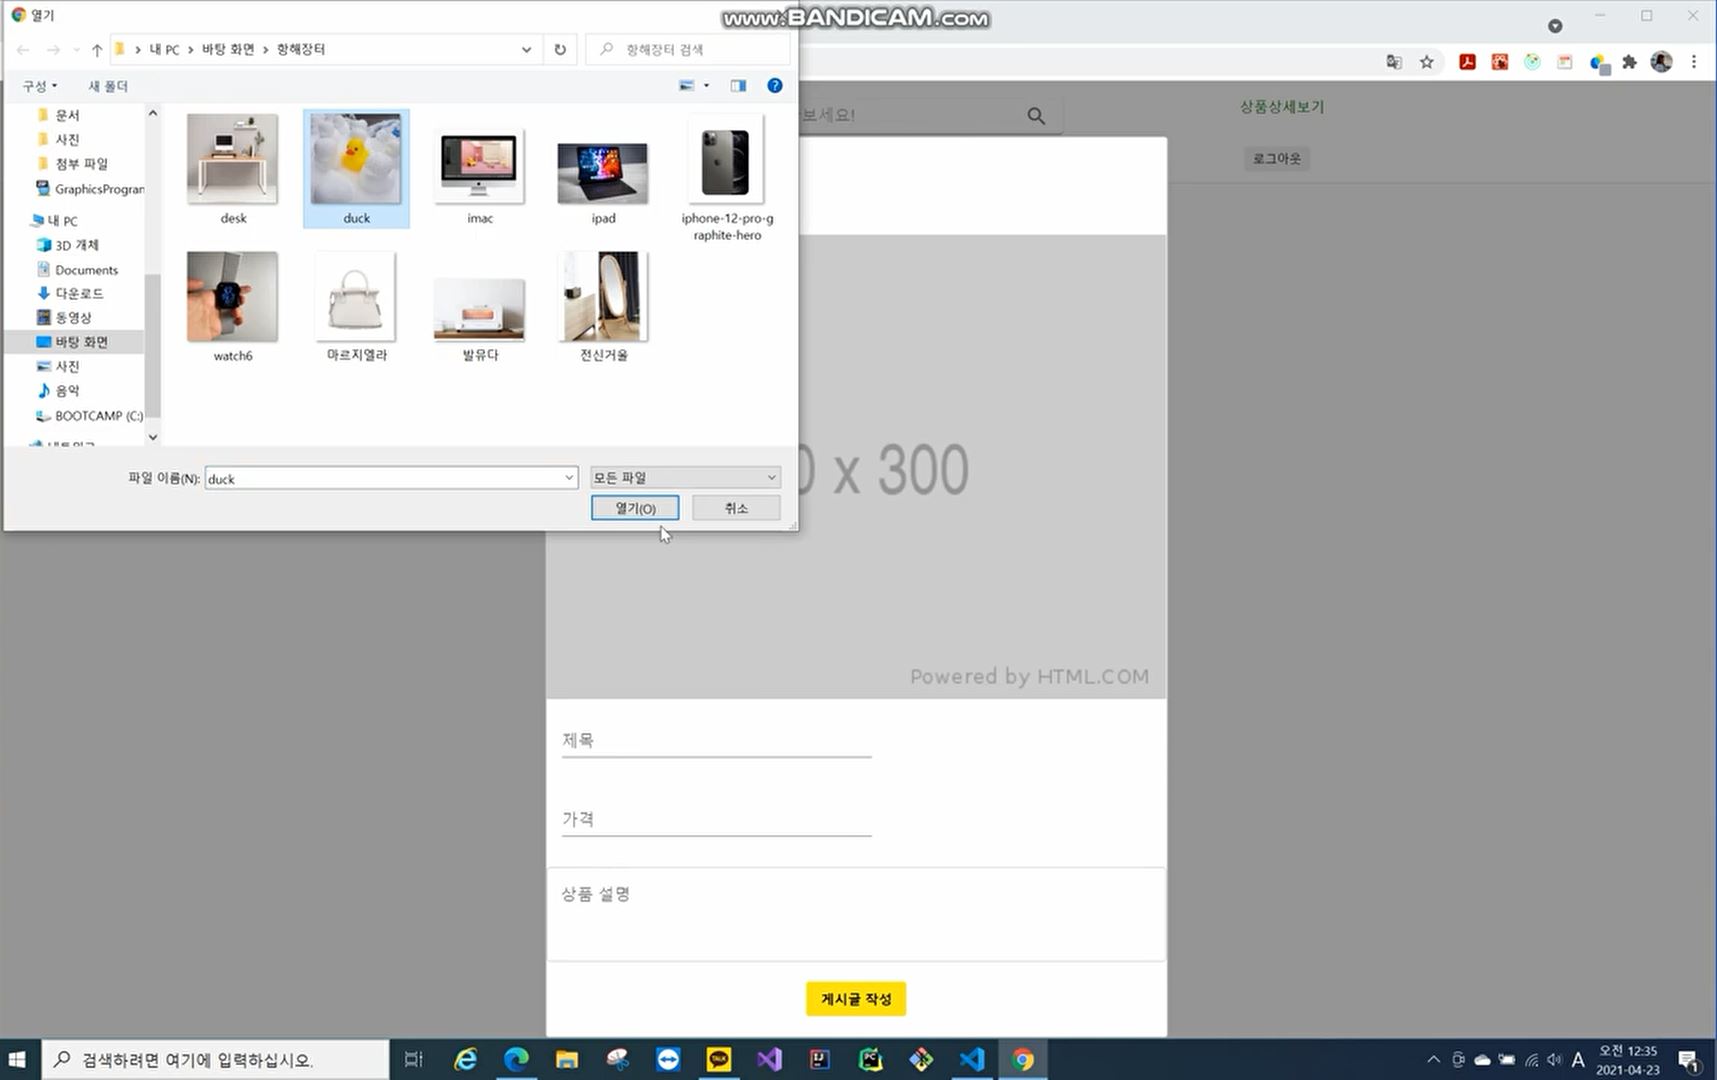 열기
www.BANDICAM.com
내 PC > 바탕 화면 > 항해장터
항해장터 검색
구성
새 폴더
문서
사진
첨부 파일
GraphicsProgran
내 PC
3D 개체
Documents
다운로드
동영상
바탕 화면
사진
음악
BOOTCAMP (C:)
desk
duck
imac
ipad
iphone-12-pro-g
raphite-hero
watch6
마르지엘라
발뮤다
전신거울
파일 이름(N):
duck
모든 파일
열기(O)
취소
보세요!
상품상세보기
로그아웃
0 x 300
Powered by HTML.COM
제목
가격
상품 설명
게시글 작성
검색하려면 여기에 입력하십시오.
TALK
PC
A
오전 12:35
2021-04-23
1